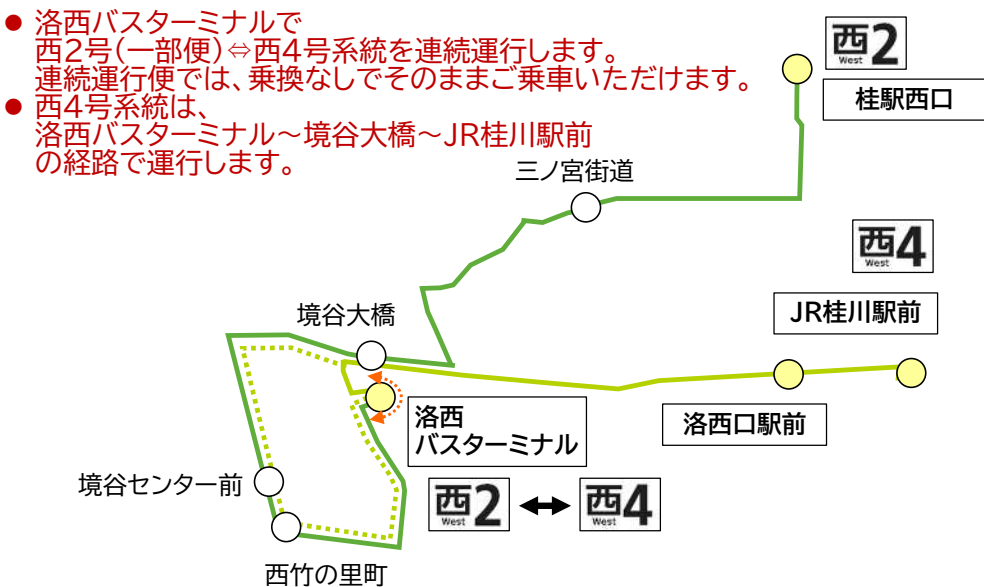 ● 洛西バスターミナルで
西2号(一部便)⇔西4号系統を連続運行します。
連続運行便では、乗換なしでそのままご乗車いただけます。
● 西4号系統は、
洛西バスターミナル～境谷大橋～JR桂川駅前
の経路で運行します。
西2
West
桂駅西口
三ノ宮街道
西4
West
JR桂川駅前
境谷大橋
洛西口駅前
洛西
バスターミナル
境谷センター前
西2
West
西4
West
西竹の里町